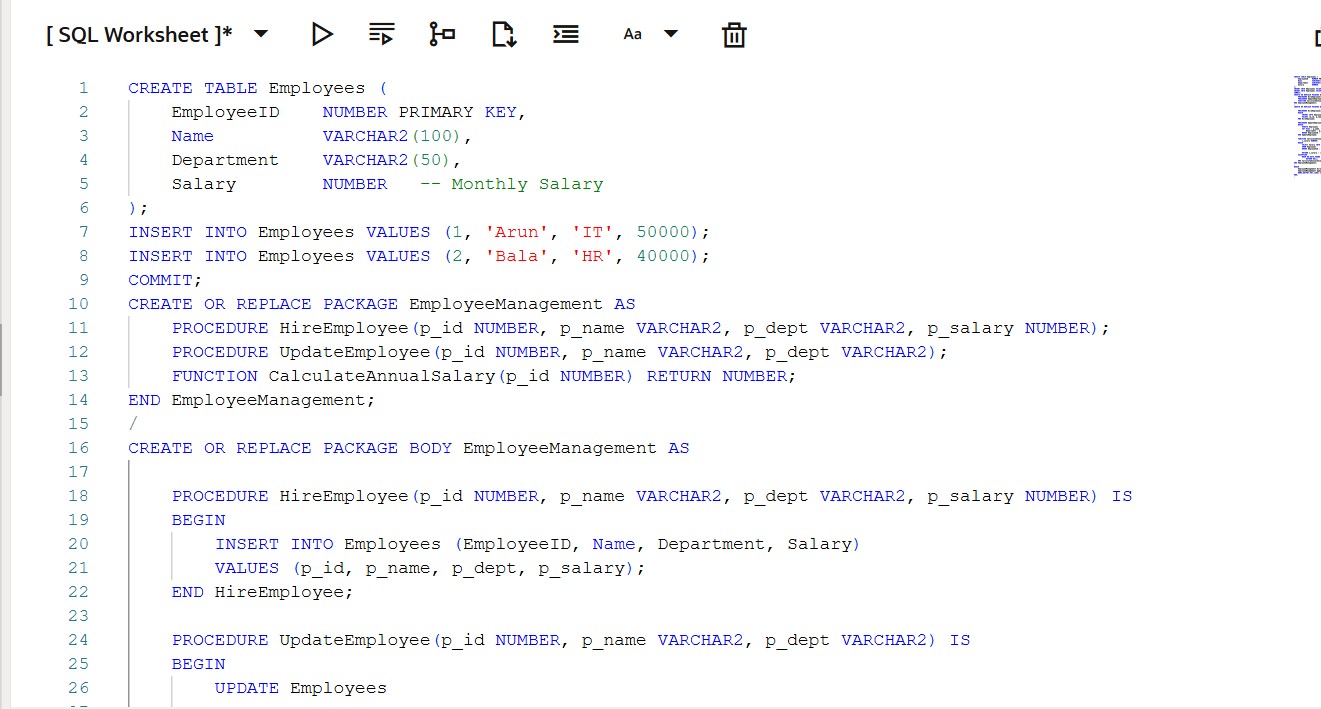 [ SQL Worksheet ]* Aa
1 CREATE TABLE Employees (
2 EmployeeID NUMBER PRIMARY KEY,
3 Name VARCHAR2(100),
4 Department VARCHAR2(50),
5 Salary NUMBER -- Monthly Salary
6 );
7 INSERT INTO Employees VALUES (1, 'Arun', 'IT', 50000);
8 INSERT INTO Employees VALUES (2, 'Bala', 'HR', 40000);
9 COMMIT;
10 CREATE OR REPLACE PACKAGE EmployeeManagement AS
11 PROCEDURE HireEmployee(p_id NUMBER, p_name VARCHAR2, p_dept VARCHAR2, p_salary NUMBER);
12 PROCEDURE UpdateEmployee(p_id NUMBER, p_name VARCHAR2, p_dept VARCHAR2);
13 FUNCTION CalculateAnnualSalary(p_id NUMBER) RETURN NUMBER;
14 END EmployeeManagement;
15 /
16 CREATE OR REPLACE PACKAGE BODY EmployeeManagement AS
17
18 PROCEDURE HireEmployee(p_id NUMBER, p_name VARCHAR2, p_dept VARCHAR2, p_salary NUMBER) IS
19 BEGIN
20 INSERT INTO Employees (EmployeeID, Name, Department, Salary)
21 VALUES (p_id, p_name, p_dept, p_salary);
22 END HireEmployee;
23
24 PROCEDURE UpdateEmployee(p_id NUMBER, p_name VARCHAR2, p_dept VARCHAR2) IS
25 BEGIN
26 UPDATE Employees